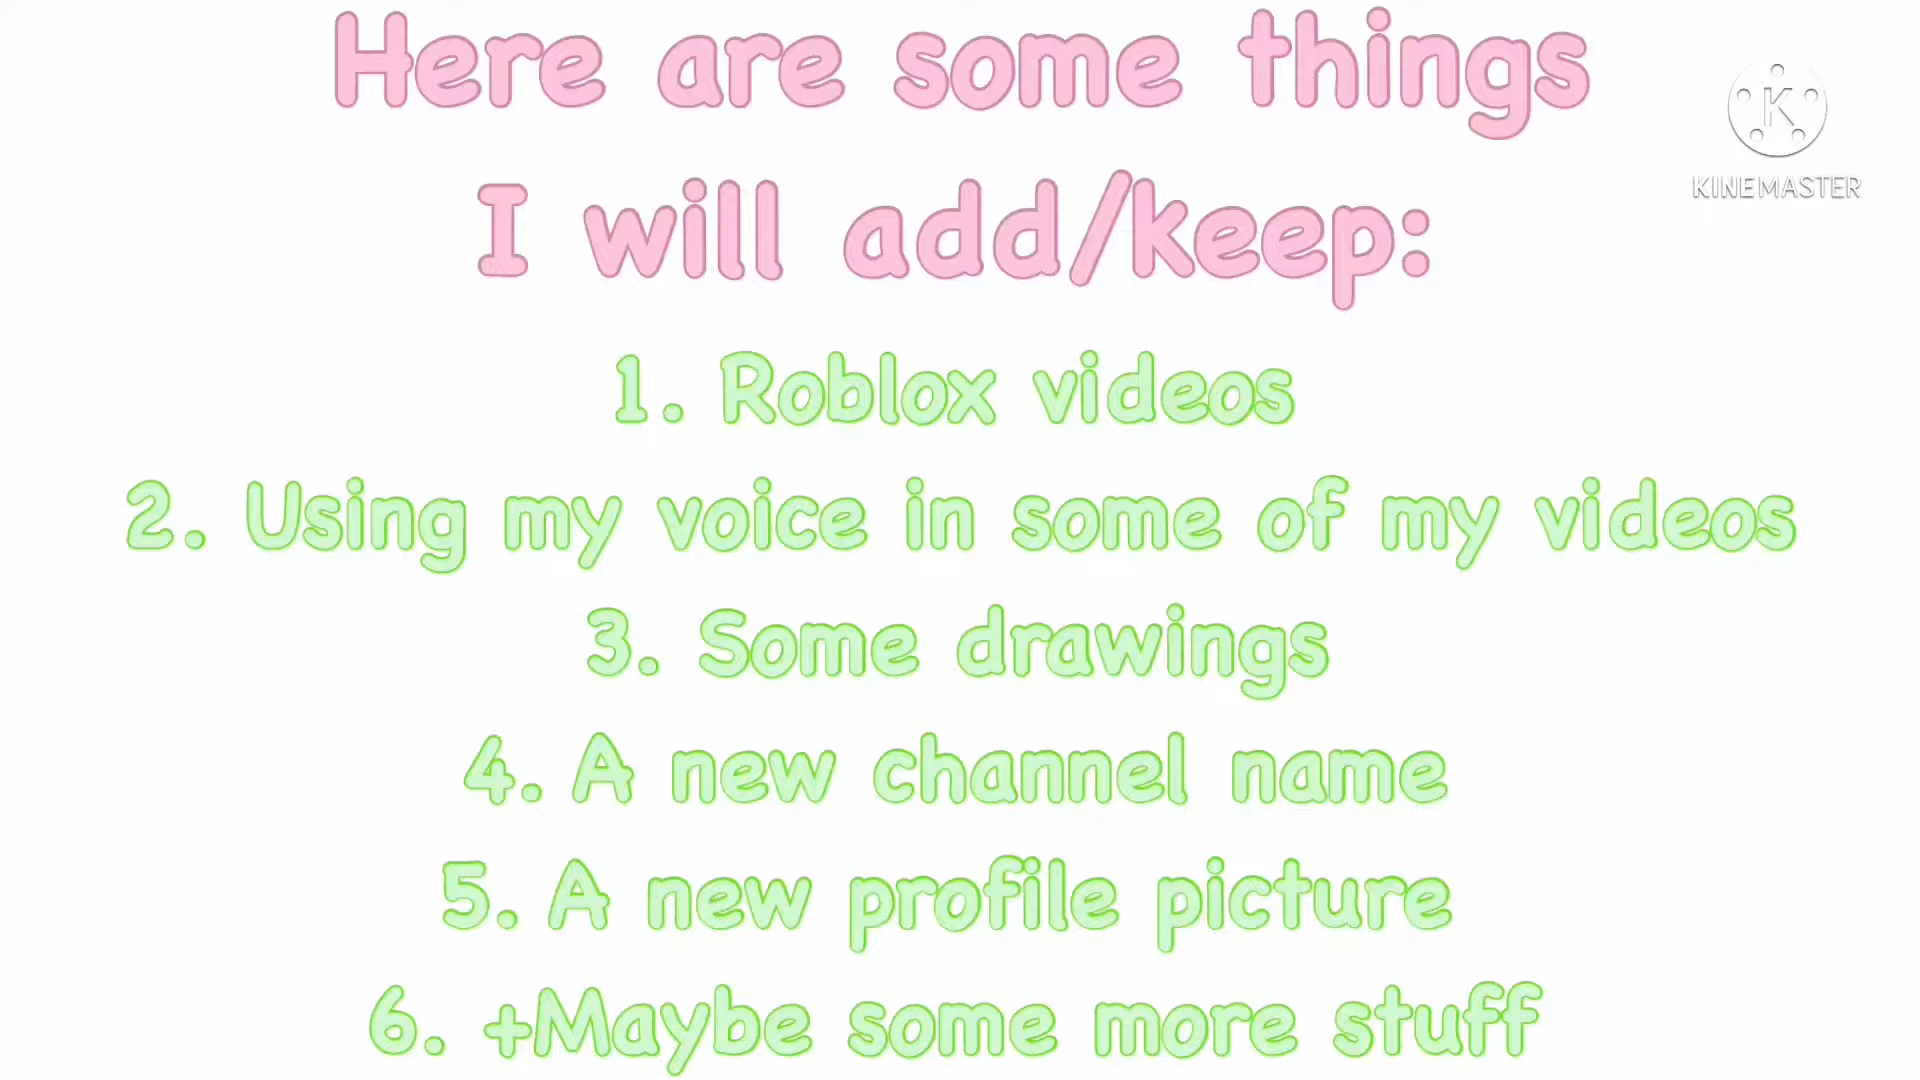 Here are some things
I will add/keep:
KINEMASTER
1. Roblox videos
2. Using my voice in some of my videos
3. Some drawings
4. A new channel name
5. A new profile picture
6. +Maybe some more stuff